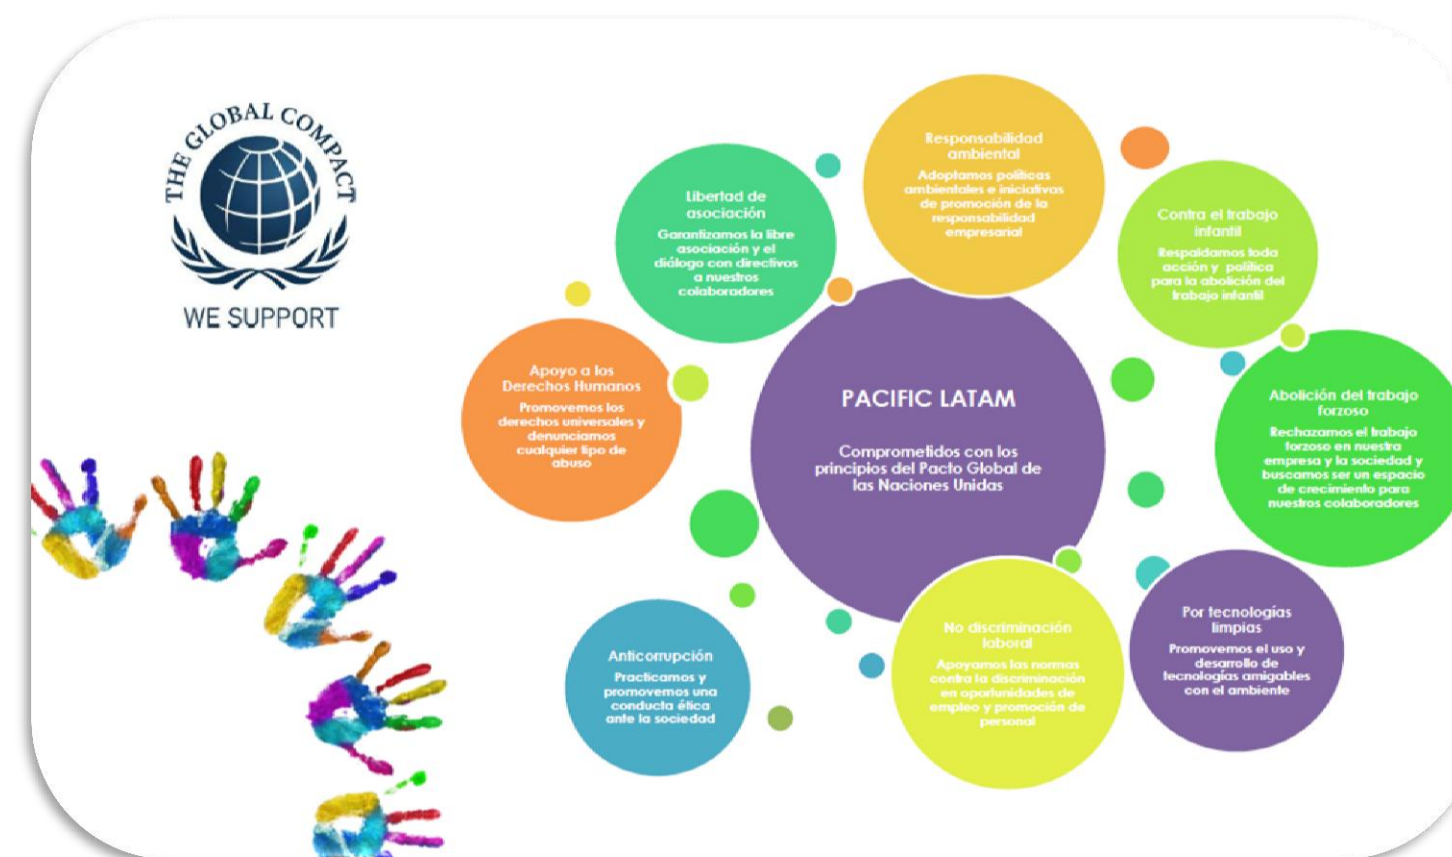 THE GLOBAL COMPACT
WE SUPPORT
Responsabilidad
ambiental
Adoptamos políticas
ambientales e iniciativas
de promoción de la
responsabilidad
empresarial
Libertad de
asociación
Garantizamos la libre
asociación y el
diálogo con directivos
a nuestros
colaboradores
Contra el trabajo
infantil
Respaldamos toda
acción y política
para la abolición del
trabajo infantil
Apoyo a los
Derechos Humanos
Promovemos los
derechos universales y
denunciamos
cualquier tipo de
abuso
PACIFIC LATAM
Comprometidos con los
principios del Pacto Global de
las Naciones Unidas
Abolición del trabajo
forzoso
Rechazamos el trabajo
forzoso en nuestra
empresa y la sociedad y
buscamos ser un espacio
de crecimiento para
nuestros colaboradores
Anticorrupción
Practicamos y
promovemos una
conducta ética
ante la sociedad
No discriminación
laboral
Apoyamos las normas
contra la discriminación
en oportunidades de
empleo y promoción de
personal
Por tecnologías
limpias
Promovemos el uso y
desarrollo de
tecnologías amigables
con el ambiente